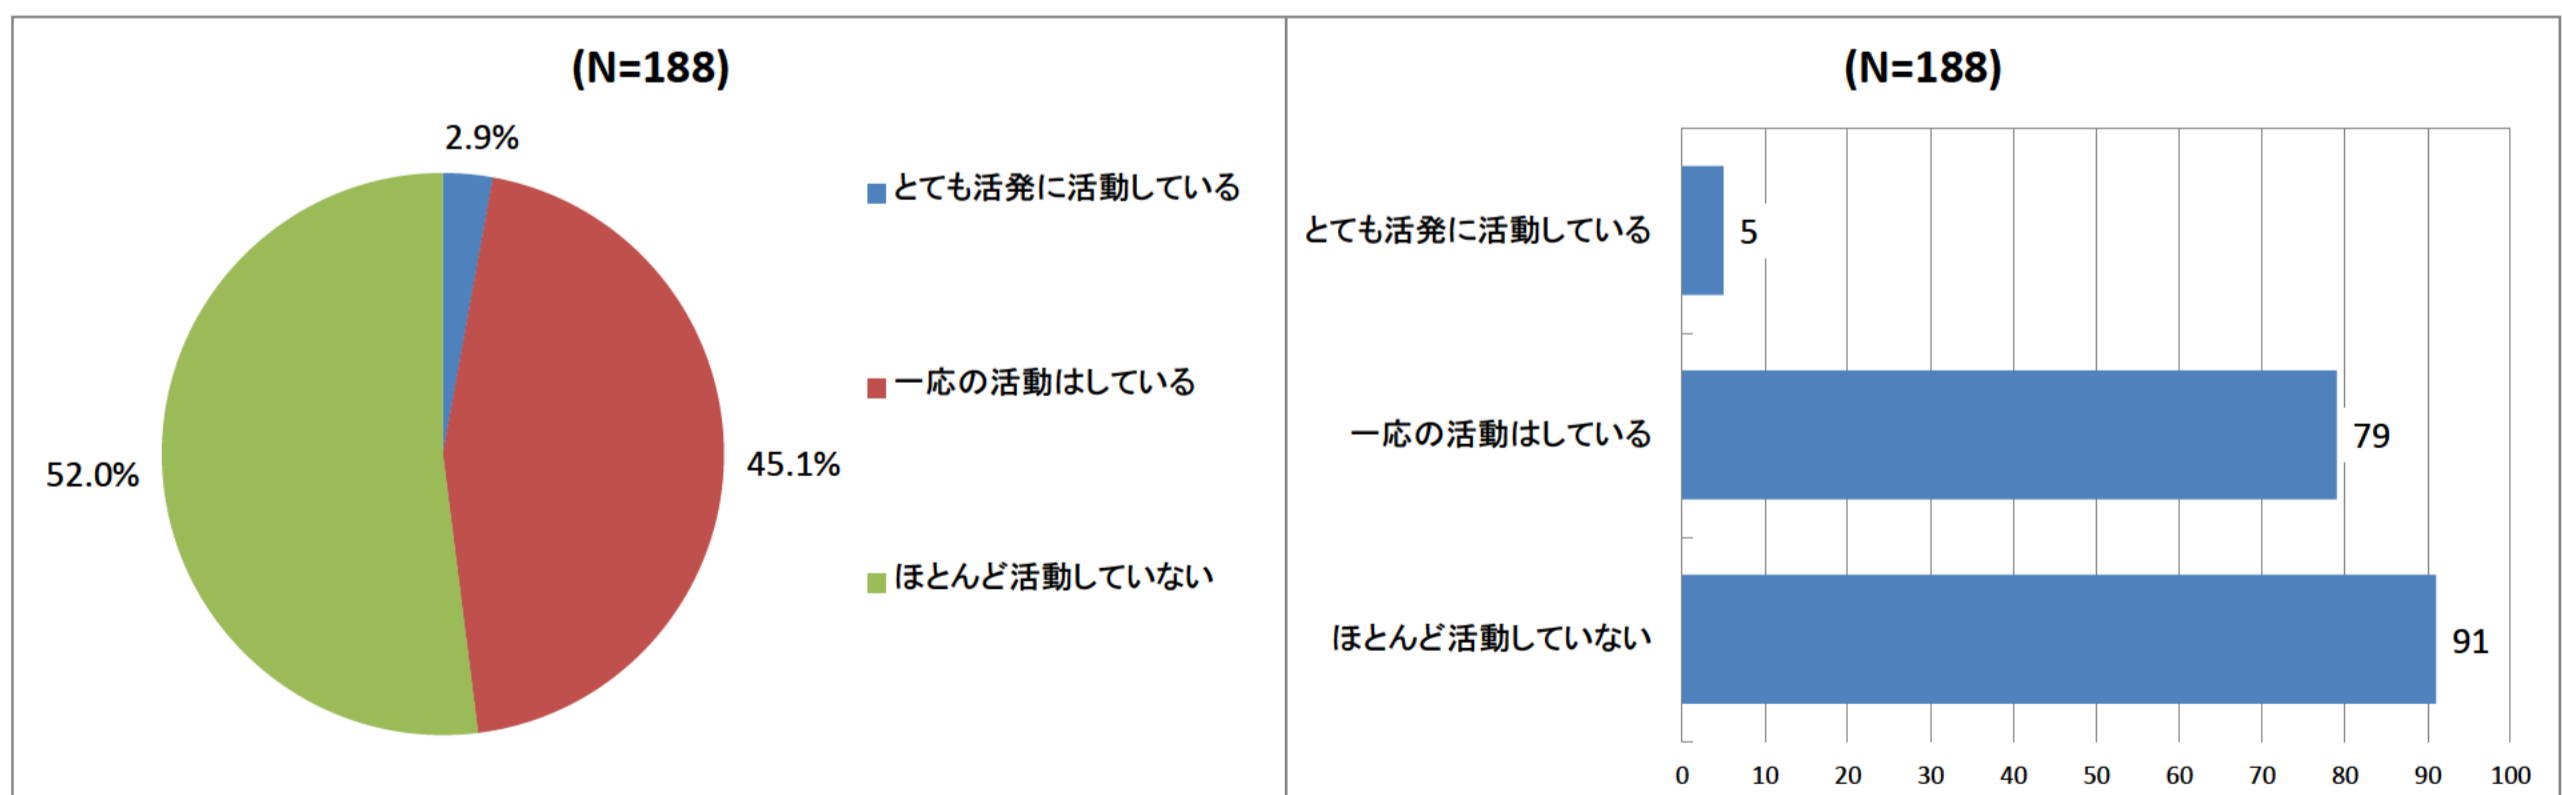 (N=188)
2.9%
45.1%
52.0%
とても活発に活動している
一応の活動はしている
ほとんど活動していない
(N=188)
とても活発に活動している 5
一応の活動はしている 79
ほとんど活動していない 91
0 10 20 30 40 50 60 70 80 90 100